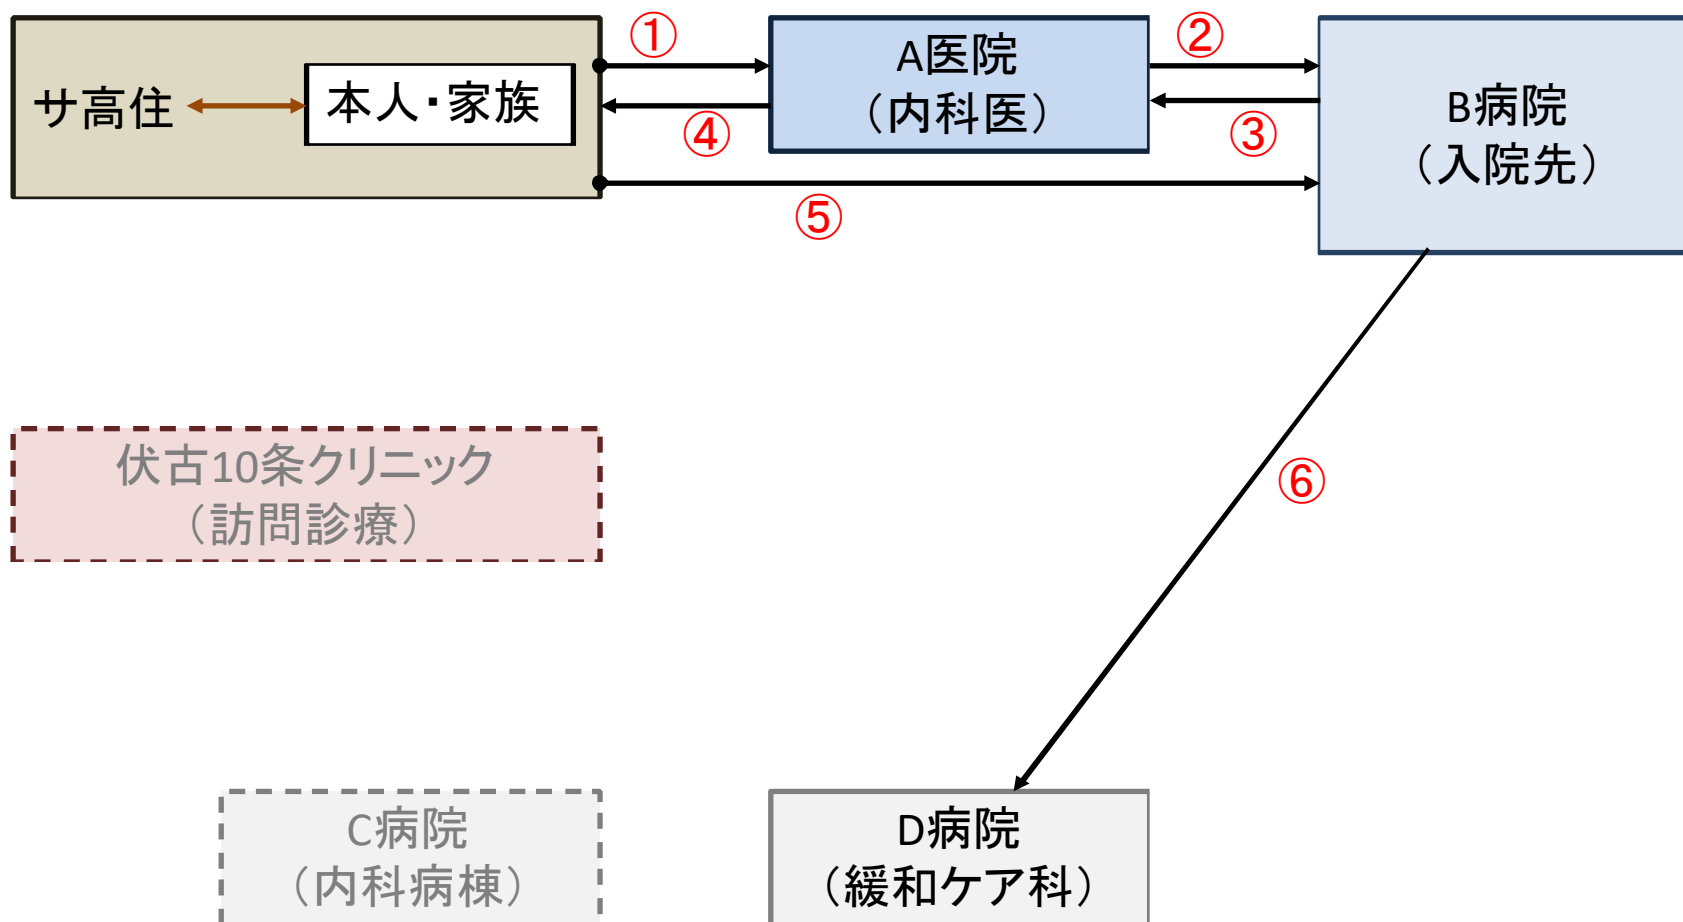 ①
②
サ高住
本人・家族
A医院
（内科医）
④
③
B病院
（入院先）
⑤
伏古10条クリニック
（訪問診療）
⑥
C病院
（内科病棟）
D病院
（緩和ケア科）